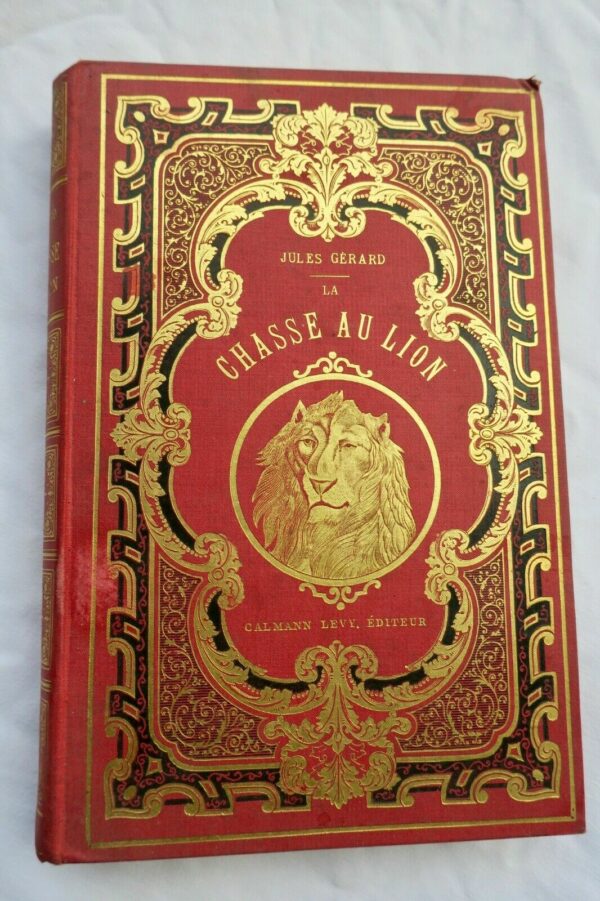 JULES GÉRARD
LA
CHASSE AU LION
CALMANN LEVY, ÉDITEUR